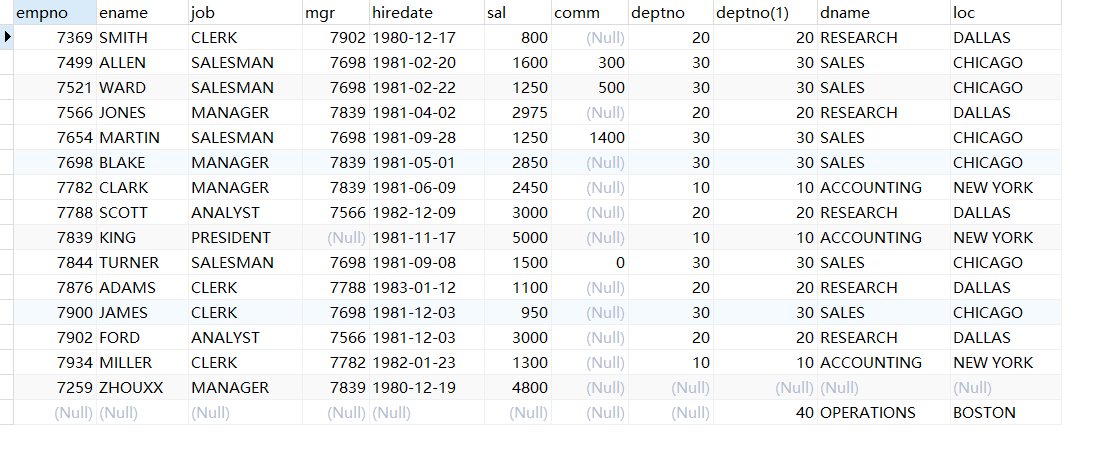 empno ename job mgr hiredate sal comm deptno deptno(1) dname loc
7369 SMITH CLERK 7902 1980-12-17 800 (Null) 20 20 RESEARCH DALLAS
7499 ALLEN SALESMAN 7698 1981-02-20 1600 300 30 30 SALES CHICAGO
7521 WARD SALESMAN 7698 1981-02-22 1250 500 30 30 SALES CHICAGO
7566 JONES MANAGER 7839 1981-04-02 2975 (Null) 20 20 RESEARCH DALLAS
7654 MARTIN SALESMAN 7698 1981-09-28 1250 1400 30 30 SALES CHICAGO
7698 BLAKE MANAGER 7839 1981-05-01 2850 (Null) 30 30 SALES CHICAGO
7782 CLARK MANAGER 7839 1981-06-09 2450 (Null) 10 10 ACCOUNTING NEW YORK
7788 SCOTT ANALYST 7566 1982-12-09 3000 (Null) 20 20 RESEARCH DALLAS
7839 KING PRESIDENT (Null) 1981-11-17 5000 (Null) 10 10 ACCOUNTING NEW YORK
7844 TURNER SALESMAN 7698 1981-09-08 1500 0 30 30 SALES CHICAGO
7876 ADAMS CLERK 7788 1983-01-12 1100 (Null) 20 20 RESEARCH DALLAS
7900 JAMES CLERK 7698 1981-12-03 950 (Null) 30 30 SALES CHICAGO
7902 FORD ANALYST 7566 1981-12-03 3000 (Null) 20 20 RESEARCH DALLAS
7934 MILLER CLERK 7782 1982-01-23 1300 (Null) 10 10 ACCOUNTING NEW YORK
7259 ZHOUXX MANAGER 7839 1980-12-19 4800 (Null) (Null) (Null) (Null) (Null)
(Null) (Null) (Null) (Null) (Null) (Null) (Null) (Null) 40 OPERATIONS BOSTON